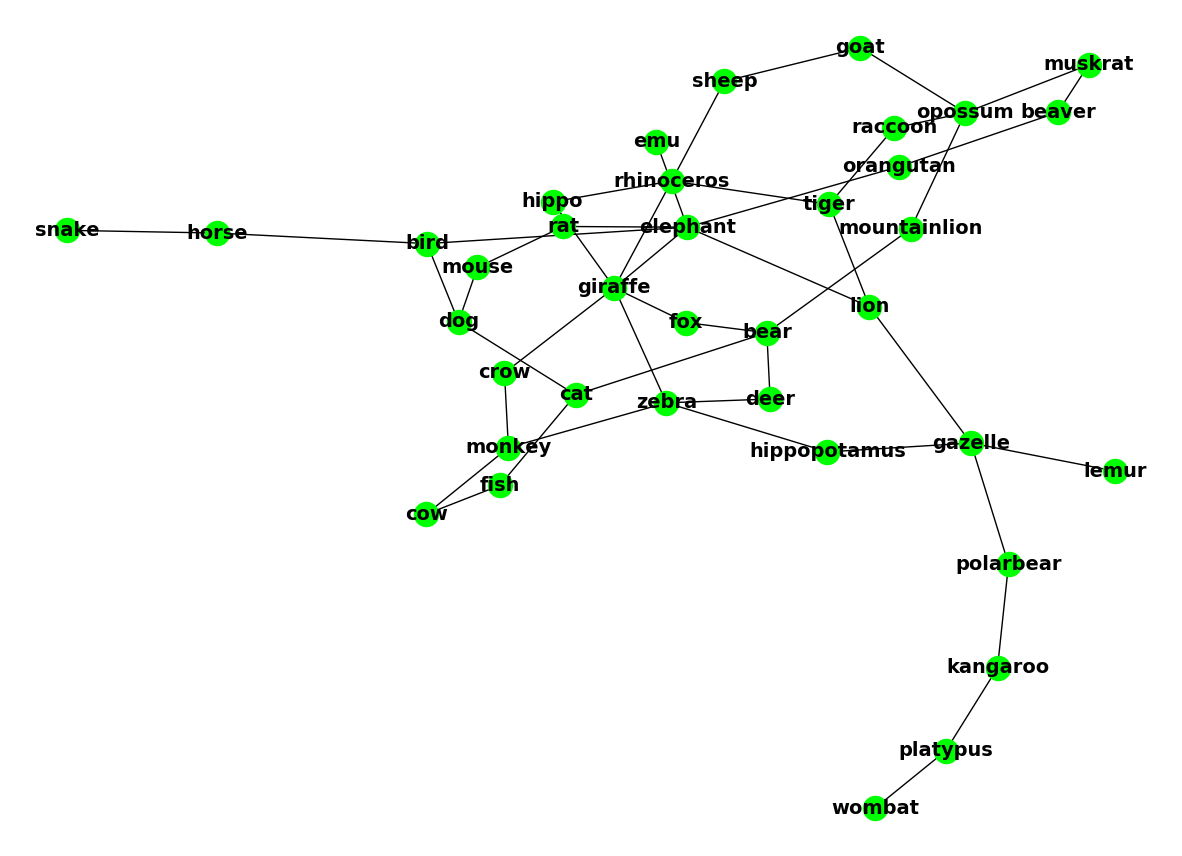 goat
muskrat
sheep
opossum
beaver
raccoon
emu
orangutan
rhinoceros
hippo
tiger
snake
horse
rat
elephant
mountainlion
bird
mouse
giraffe
lion
dog
fox
bear
crow
cat
zebra
deer
monkey
hippopotamus
gazelle
lemur
fish
cow
polarbear
kangaroo
platypus
wombat